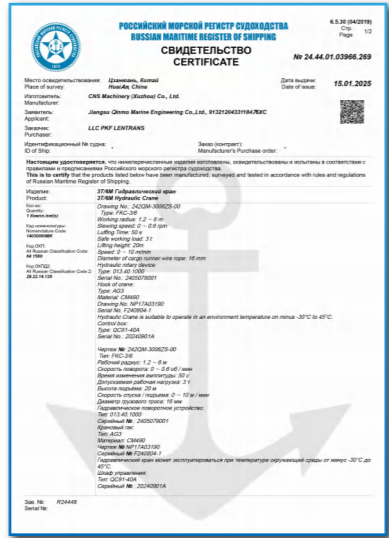 6.5.30 (04/2019)
РОССИЙСКИЙ МОРСКОЙ РЕГИСТР СУДОХОДСТВА
Стр. 1/2
Page
RUSSIAN MARITIME REGISTER OF SHIPPING
СВИДЕТЕЛЬСТВО
CERTIFICATE
№ 24.44.01.03966.269
Место освидетельствования: Цзянюань, Китай
Place of survey: HuaiAn, China
Дата выдачи: 15.01.2025
Date of issue:
Изготовитель: CNS Machinery (Xuzhou) Co., Ltd.
Manufacturer:
Заявитель: Jiangsu Qinmo Marine Engineering Co.,Ltd.,
Applicant:
Заказчик: LLC PKF LENTRANS
Purchaser:
Идентификационный № судна: -
ID of Ship:
Заказ (контракт): -
Manufacturer's Purchase order:
Настоящим удостоверяется, что нижеперечисленные изделия изготовлены, освидетельствованы и испытаны в соответствии с
правилами и предписаниями Российского морского регистра судоходства.
This is to certify that the products listed below have been manufactured, surveyed and tested in accordance with rules and regulations
of Russian Maritime Register of Shipping.
Изделие: 3T/6M Гидравлический кран
Product: 3T/6M Hydraulic Crane
Кол-во:
Quantity:
Код номенклатуры:
Nomenclature Code:
14030000МК
Код ОКП:
All Russian Classification Code:
Код ОКПД2:
All Russian Classification Code 2:
28.22.14.129
Drawing No.: 242QM-3006ZS-00
Type: FKC-3/6
Working radius: 1.2 ~ 6 m
Slewing speed: 0 ~ 0.6 rpm
Luffing Time: 50 s
Safe working load: 3 t
Lifting height: 20m
Speed: 0 ~ 10 m/min
Diameter of cargo runner wire rope: 16 mm
Hydraulic rotary device:
Type: 013.40.1000
Serial No.: 2405079001
Hook of crane:
Type: AG3
Material: CM490
Drawing No. NP17A03190
Serial No. F240804-1
Hydraulic Crane is suitable to operate in an environment temperature on minus -30°C to 45°C.
Control box:
Type: QC91-40A
Serial No.: 20240901A
Чертеж № 242QM-3006ZS-00
Тип: FKC-3/6
Рабочий радиус: 1.2 ~ 6 м
Скорость поворота: 0 ~ 0.6 об / мин
Время изменения амплитуды: 50 с
Допускаемая рабочая нагрузка: 3 т
Высота подъёма: 20 м
Скорость спуска / подъема: 0 ~ 10 м / мин
Диаметр грузового троса: 16 мм
Гидравлическое поворотное устройство:
Тип: 013.40.1000
Серийный №: 2405079001
Крановый гак:
Тип: AG3
Материал: CM490
Чертеж № NP17A03190
Серийный № F240804-1
Гидравлический кран может эксплуатироваться при температуре окружающей среды от минус -30°C до
45°C.
Шкаф управления:
Тип: QC91-40A
Серийный № :20240901A
Зав. № R24446
Serial №: